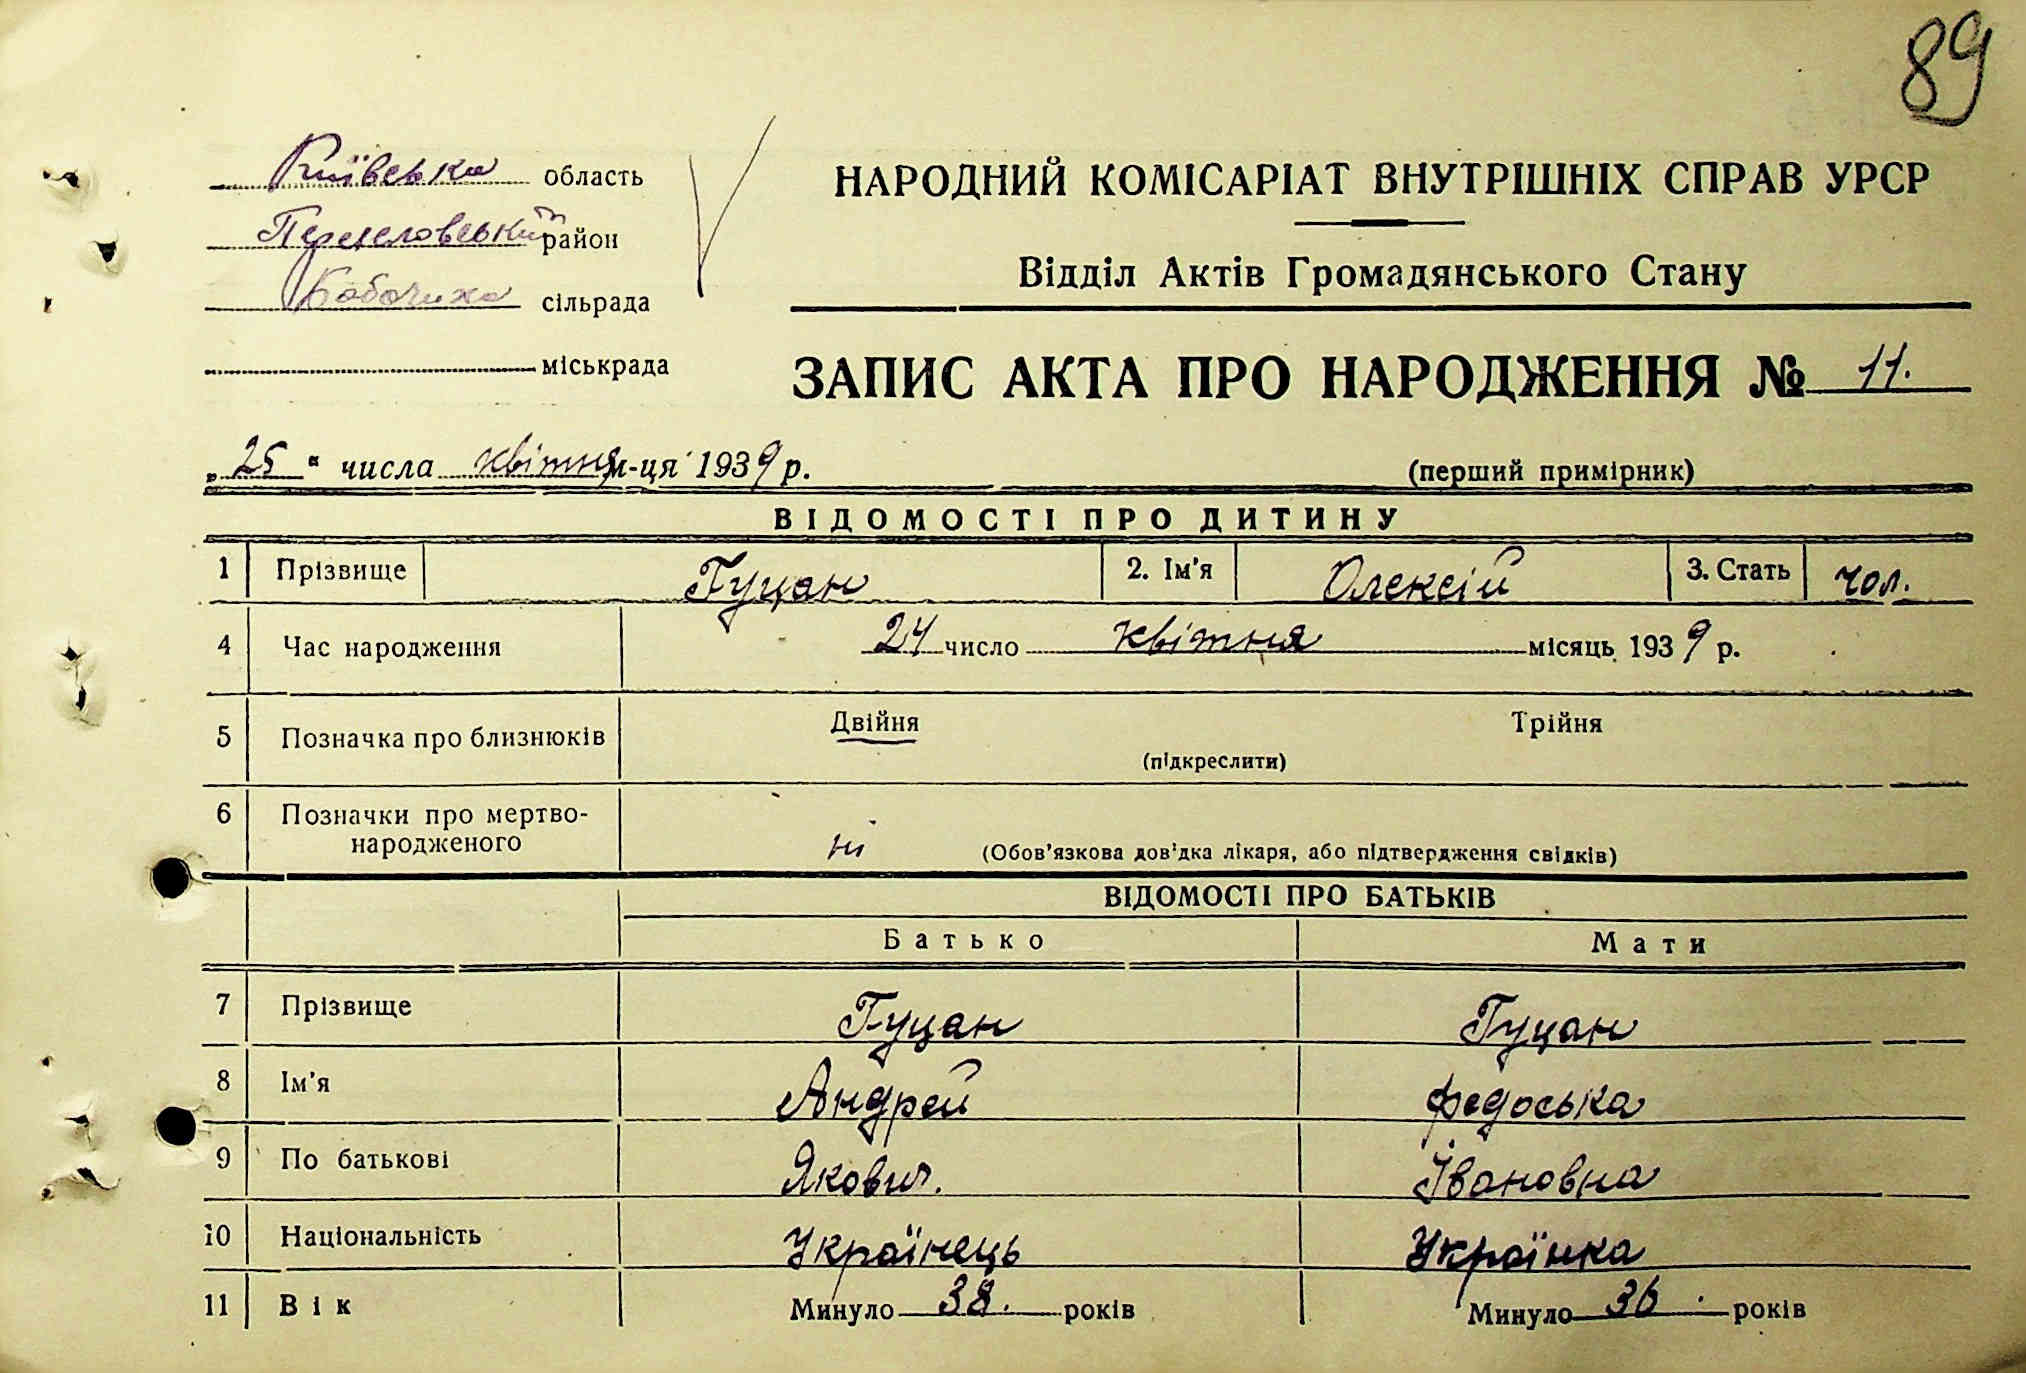 89
Київська область
район
Бабачиха сільрада
міськрада
НАРОДНИЙ КОМІСАРІАТ ВНУТРІШНІХ СПРАВ УРСР
Відділ Актів Громадянського Стану
ЗАПИС АКТА ПРО НАРОДЖЕННЯ № 11.
„25“ числа квітня м-ця 1939 р.
(перший примірник)
ВІДОМОСТІ ПРО ДИТИНУ
1 Прізвище Гуцан 2. Ім'я Олексій 3. Стать чол.
4 Час народження 24 число квітня місяць 1939 р.
5 Позначка про близнюків Двійня Трійня
(підкреслити)
6 Позначки про мертво-
народженого ні (Обов'язкова дов'дка лікаря, або підтвердження свідків)
ВІДОМОСТІ ПРО БАТЬКІВ
Батько Мати
7 Прізвище Гуцан Гуцан
8 Ім'я Андрей Федоська
9 По батькові Якович. Івановна
10 Національність Українець Українка
11 Вік Минуло 38. років Минуло 36. років